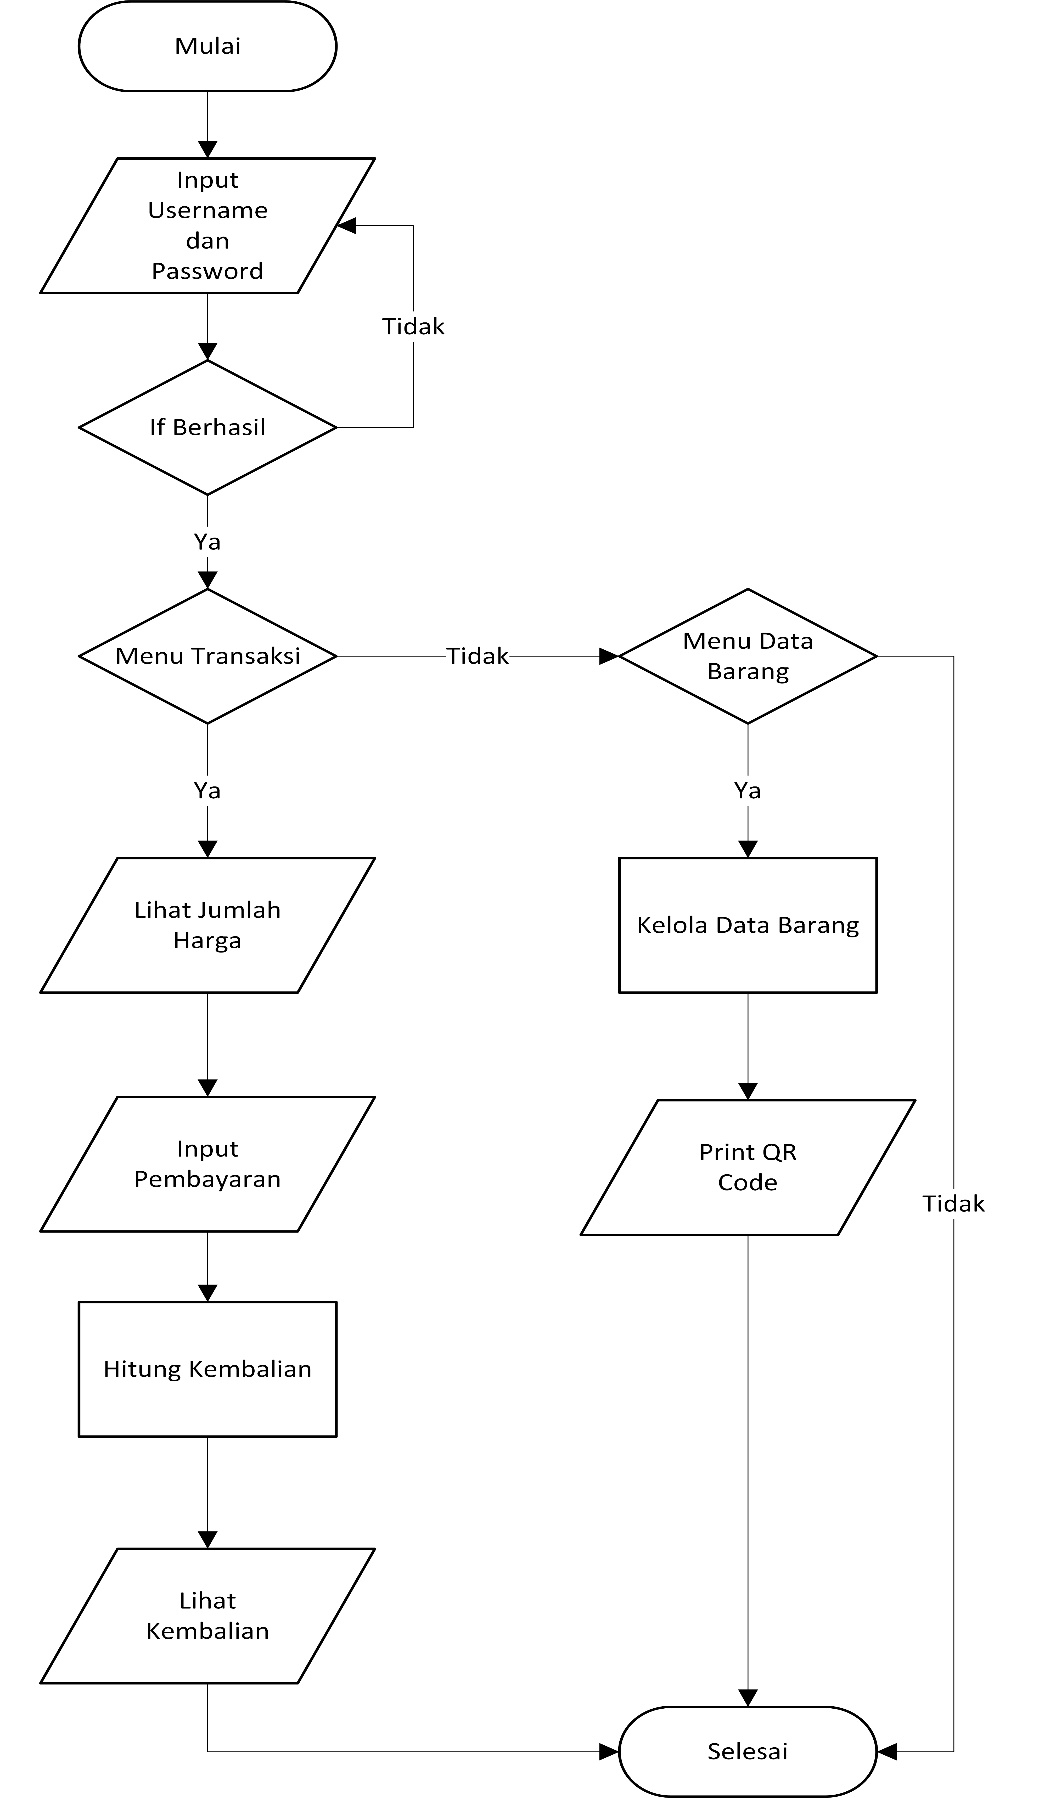 Mulai
Input
Username
dan
Password
Tidak
If Berhasil
Ya
Menu Transaksi
Tidak
Menu Data
Barang
Ya
Ya
Lihat Jumlah
Harga
Kelola Data Barang
Input
Pembayaran
Print QR
Code
Tidak
Hitung Kembalian
Lihat
Kembalian
Selesai